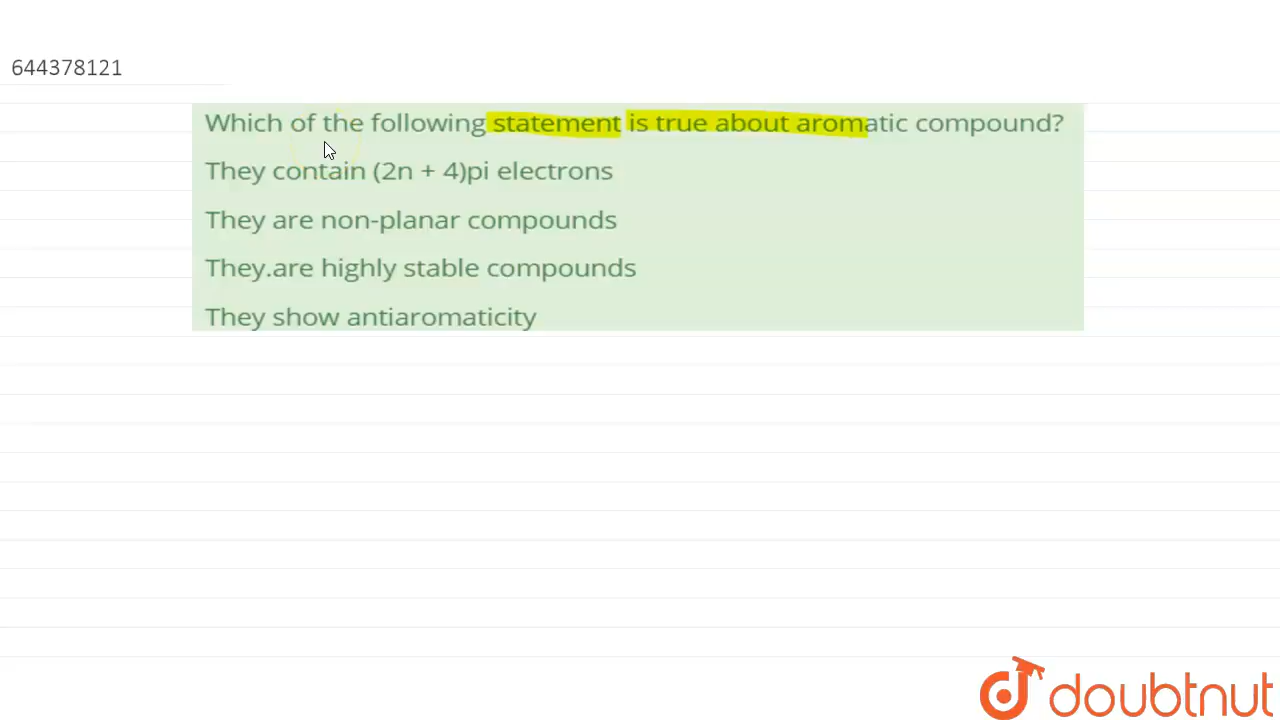 644378121
Which of the following statement is true about aromatic compound?
They contain (2n + 4)pi electrons
They are non-planar compounds
They.are highly stable compounds
They show antiaromaticity
doubtnut